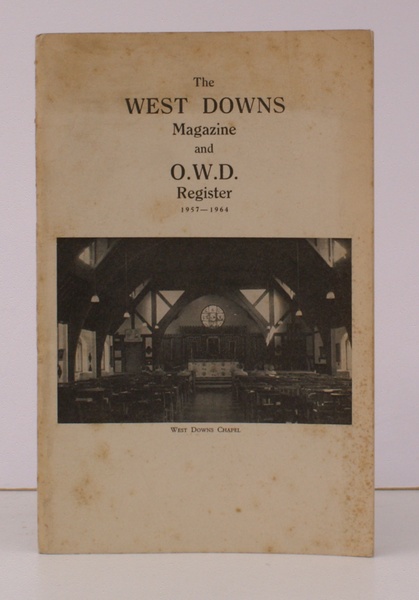 The
WEST DOWNS
Magazine
and
O.W.D.
Register
1957—1964
West Downs Chapel